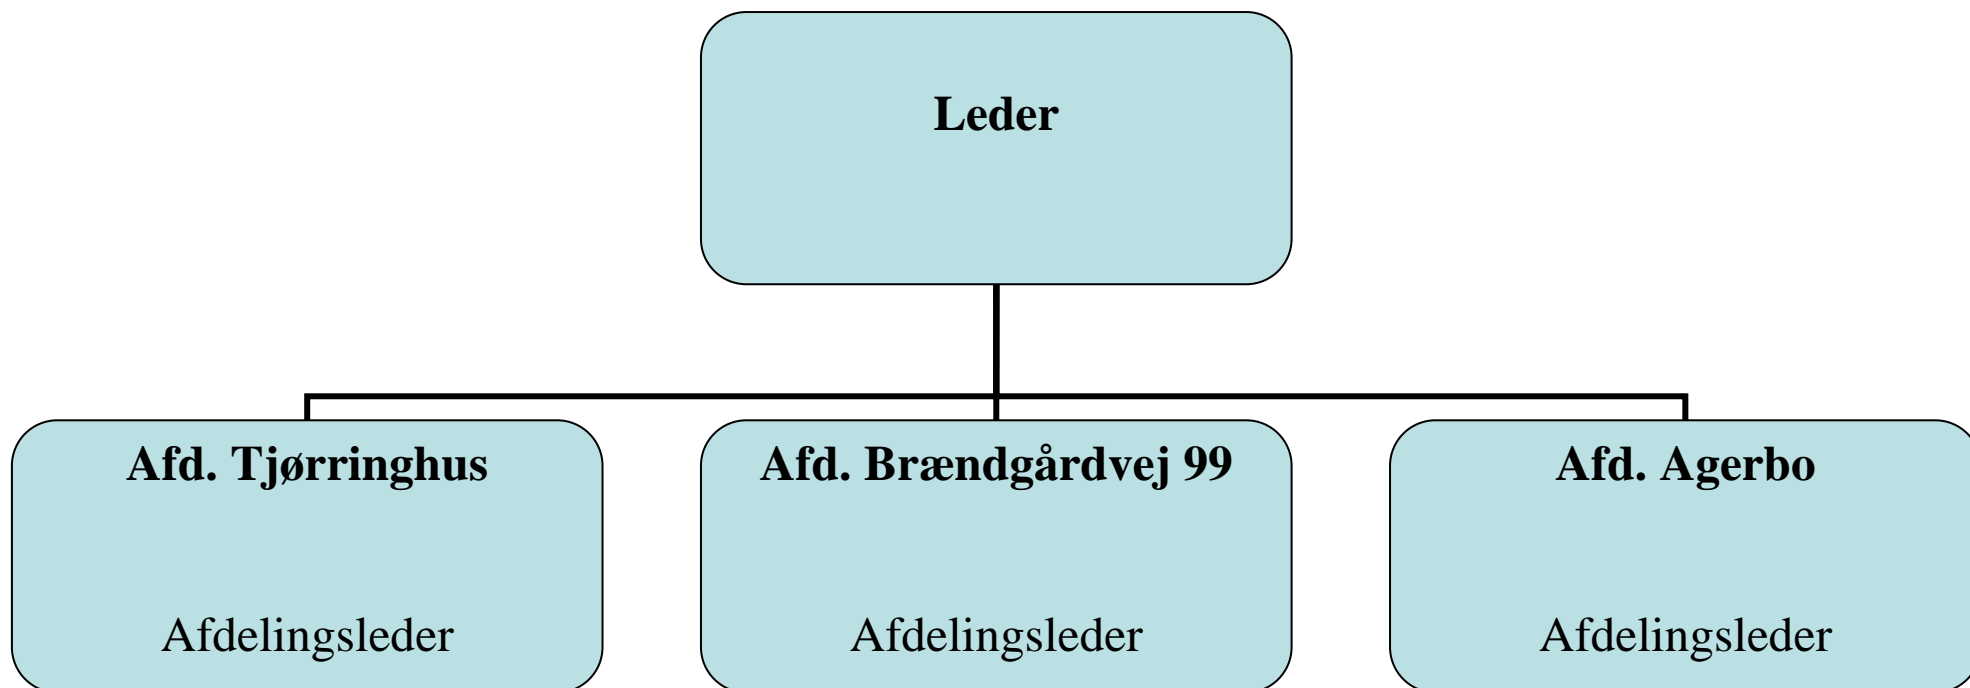 Leder
Afd. Tjørringhus
Afdelingsleder
Afd. Brændgårdvej 99
Afdelingsleder
Afd. Agerbo
Afdelingsleder